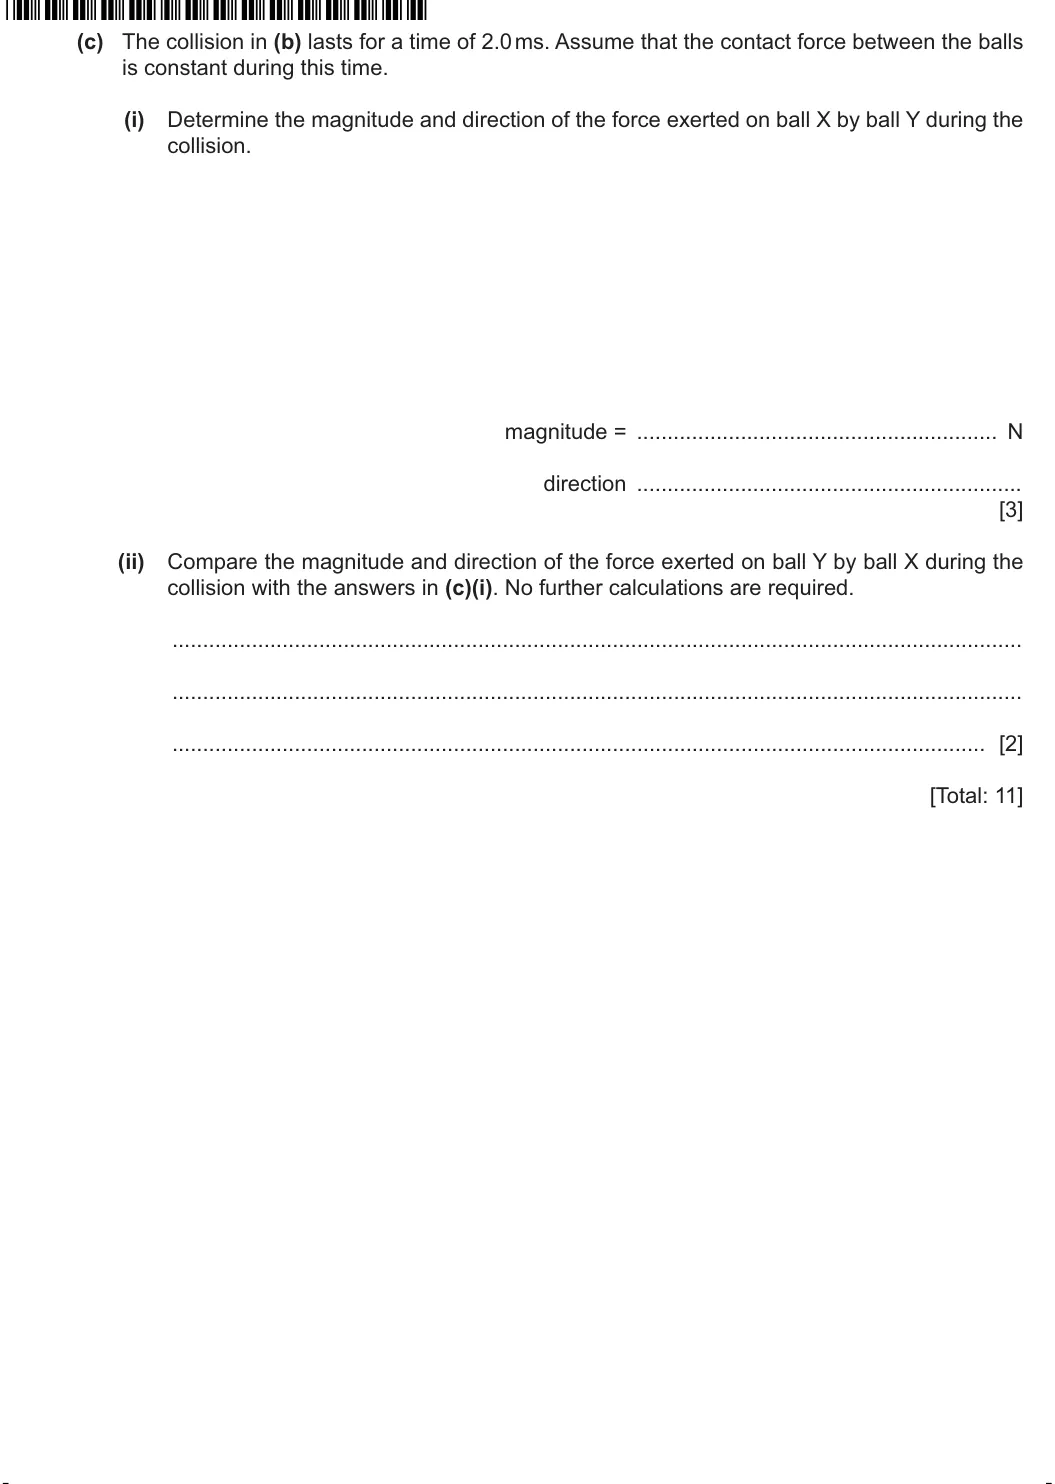 (c) The collision in (b) lasts for a time of 2.0 ms. Assume that the contact force between the balls
is constant during this time.
(i) Determine the magnitude and direction of the force exerted on ball X by ball Y during the
collision.
magnitude = ........................................................... N
direction ...............................................................
[3]
(ii) Compare the magnitude and direction of the force exerted on ball Y by ball X during the
collision with the answers in (c)(i). No further calculations are required.
...........................................................................................................................................
...........................................................................................................................................
..................................................................................................................................... [2]
[Total: 11]